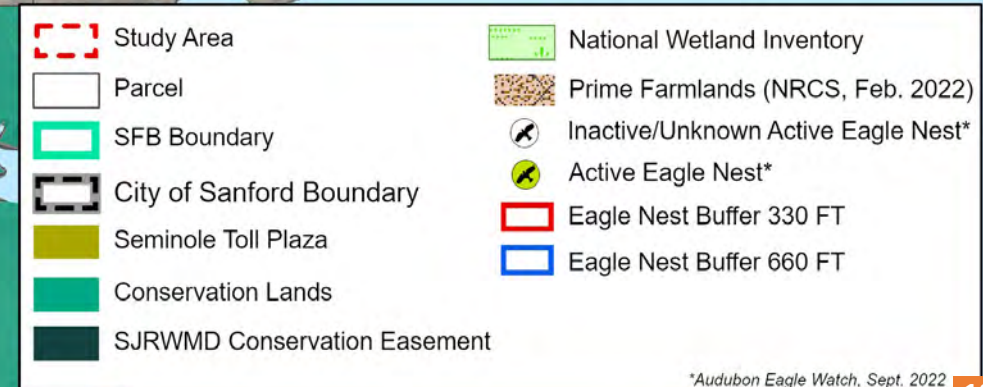 Study Area
Parcel
SFB Boundary
City of Sanford Boundary
Seminole Toll Plaza
Conservation Lands
SJRWMD Conservation Easement
National Wetland Inventory
Prime Farmlands (NRCS, Feb. 2022)
Inactive/Unknown Active Eagle Nest*
Active Eagle Nest*
Eagle Nest Buffer 330 FT
Eagle Nest Buffer 660 FT
*Audubon Eagle Watch, Sept. 2022